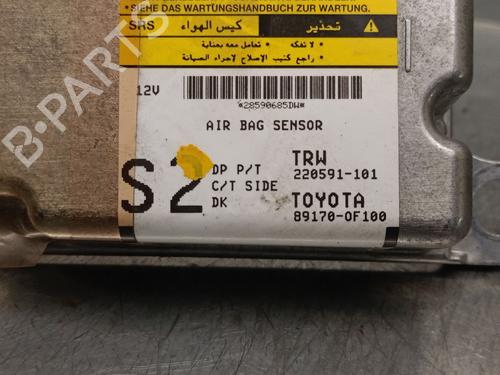 • SIEHE DAS WARTUNGSHANDBUCH ZUR WARTUNG.
SRS كيس الهواء تحذير
• لا تفكه • تعامل معه بعناية
• راجع كتيب الإصلاح لإجراء الصيانة
12V
*28590685DW*
AIR BAG SENSOR
S2
DP P/T TRW
C/T SIDE 220591-101
DK TOYOTA
89170-0F100
B-PARTS